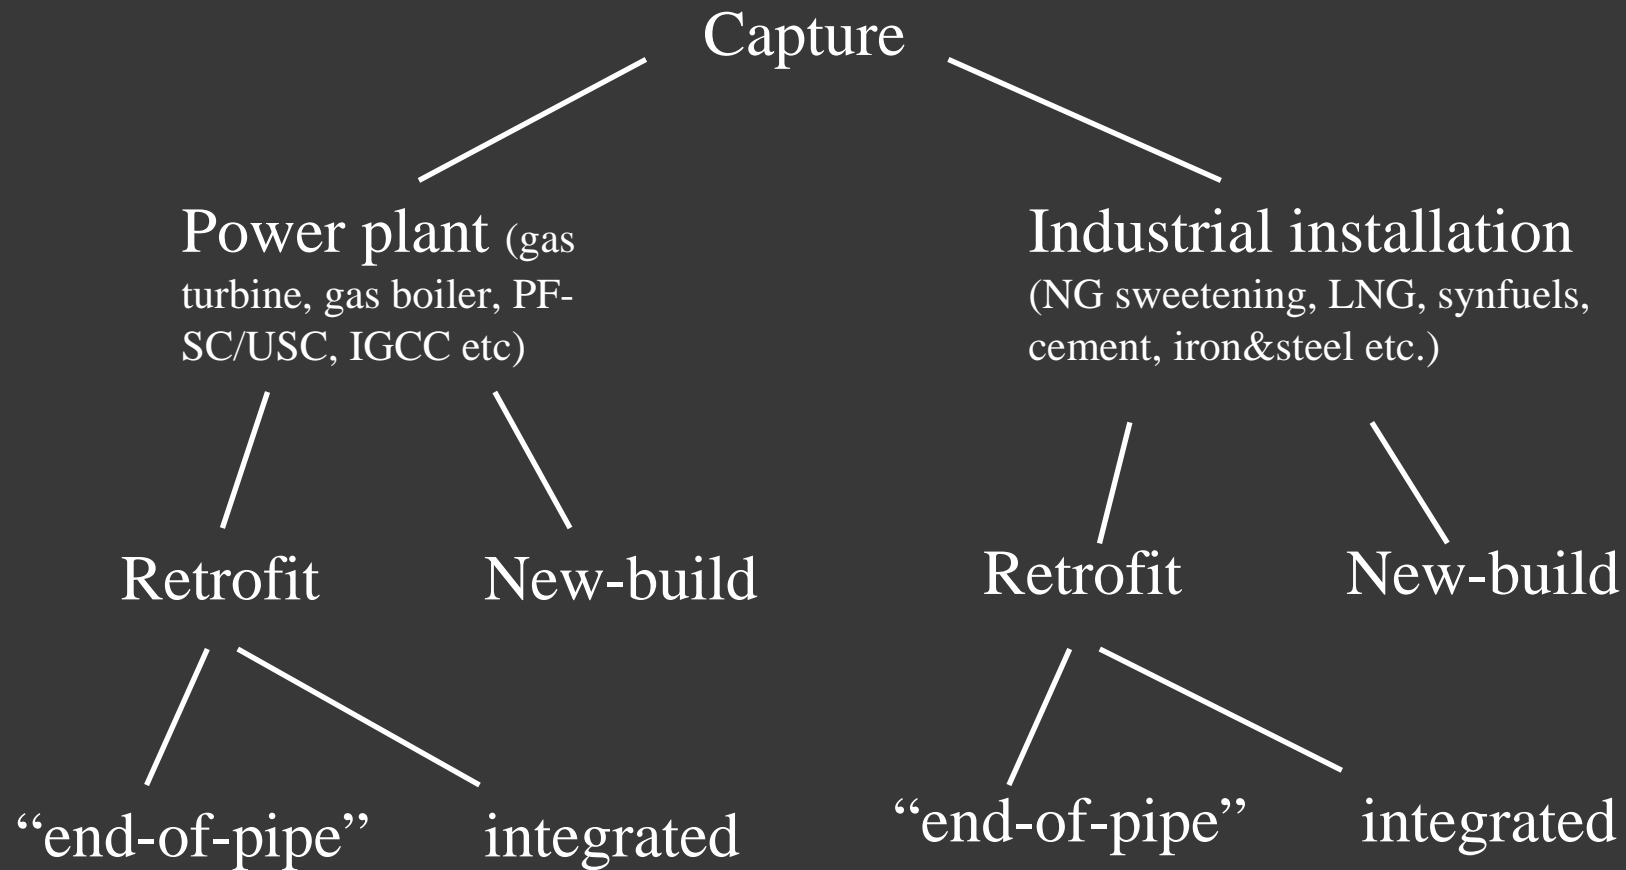 Capture
Power plant (gas
turbine, gas boiler, PF-
SC/USC, IGCC etc)
Industrial installation
(NG sweetening, LNG, synfuels,
cement, iron&steel etc.)
Retrofit
New-build
Retrofit
New-build
“end-of-pipe”
integrated
“end-of-pipe”
integrated